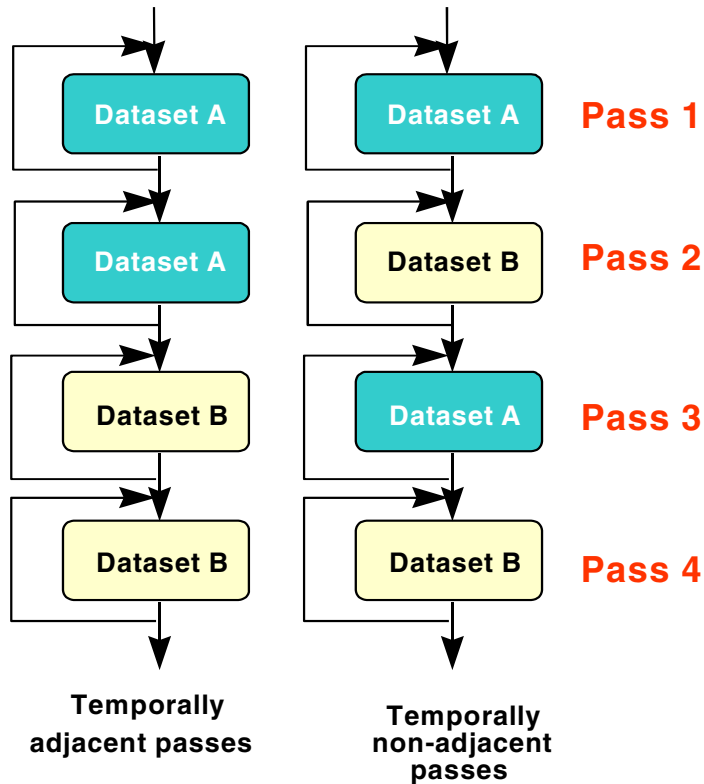 Dataset A
Dataset A
Pass 1
Dataset A
Dataset B
Pass 2
Dataset B
Dataset A
Pass 3
Dataset B
Dataset B
Pass 4
Temporally
adjacent passes
Temporally
non-adjacent
passes